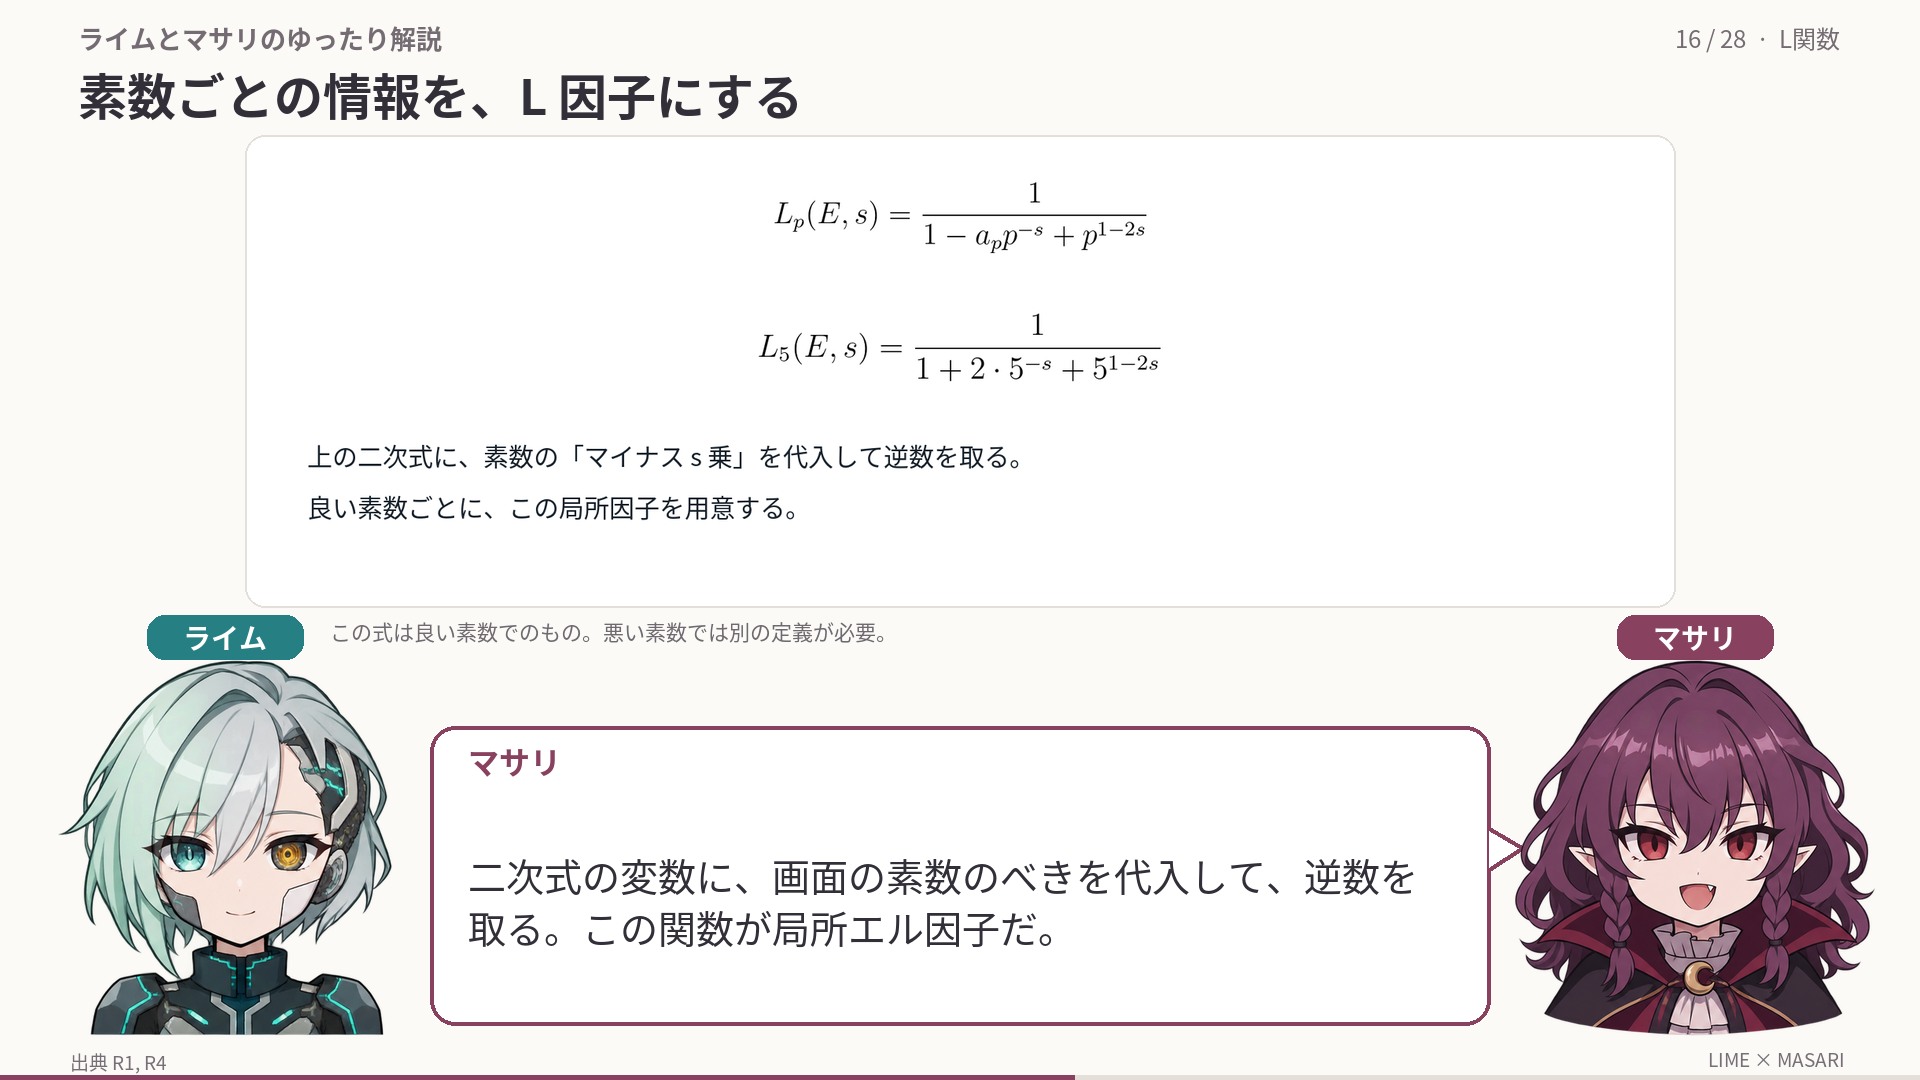 ライムとマサリのゆったり解説
16 / 28 · L関数
素数ごとの情報を、L 因子にする
L_p(E, s) = \frac{1}{1 - a_p p^{-s} + p^{1-2s}}
L_5(E, s) = \frac{1}{1 + 2 \cdot 5^{-s} + 5^{1-2s}}
上の二次式に、素数の「マイナス s 乗」を代入して逆数を取る。
良い素数ごとに、この局所因子を用意する。
ライム
この式は良い素数でのもの。悪い素数では別の定義が必要。
マサリ
マサリ
二次式の変数に、画面の素数のべきを代入して、逆数を
取る。この関数が局所エル因子だ。
出典 R1, R4
LIME × MASARI